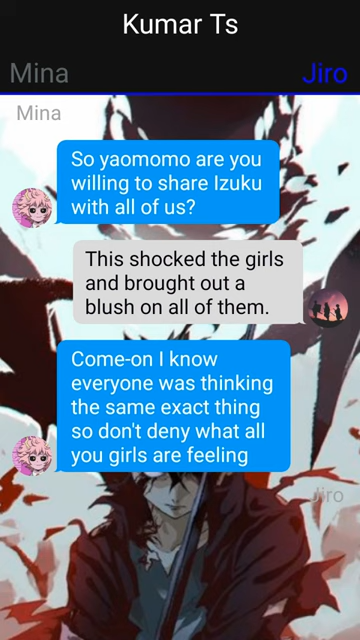 Kumar Ts
Mina
Jiro
Mina
So yaomomo are you
willing to share Izuku
with all of us?
This shocked the girls
and brought out a
blush on all of them.
Come-on I know
everyone was thinking
the same exact thing
so don't deny what all
you girls are feeling
Jiro